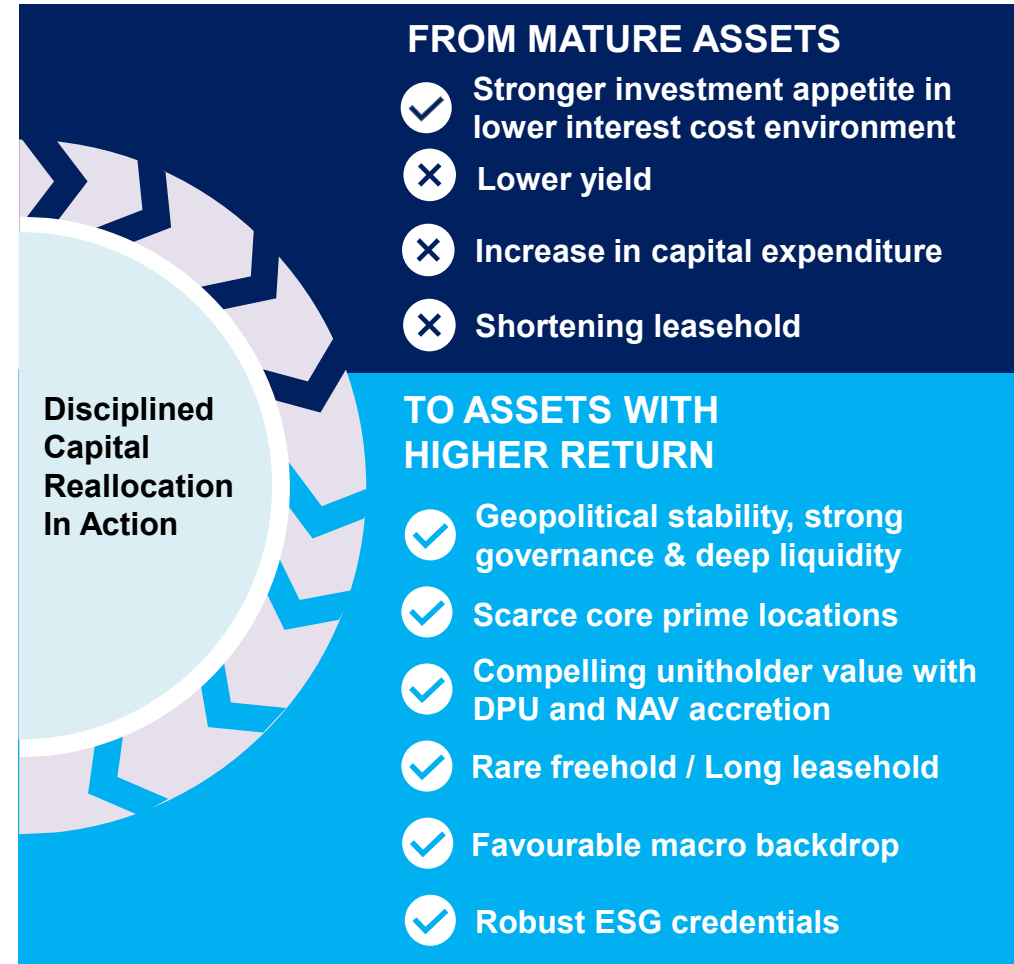 FROM MATURE ASSETS
Stronger investment appetite in
lower interest cost environment
Lower yield
Increase in capital expenditure
Shortening leasehold
Disciplined
Capital
Reallocation
In Action
TO ASSETS WITH
HIGHER RETURN
Geopolitical stability, strong
governance & deep liquidity
Scarce core prime locations
Compelling unitholder value with
DPU and NAV accretion
Rare freehold / Long leasehold
Favourable macro backdrop
Robust ESG credentials